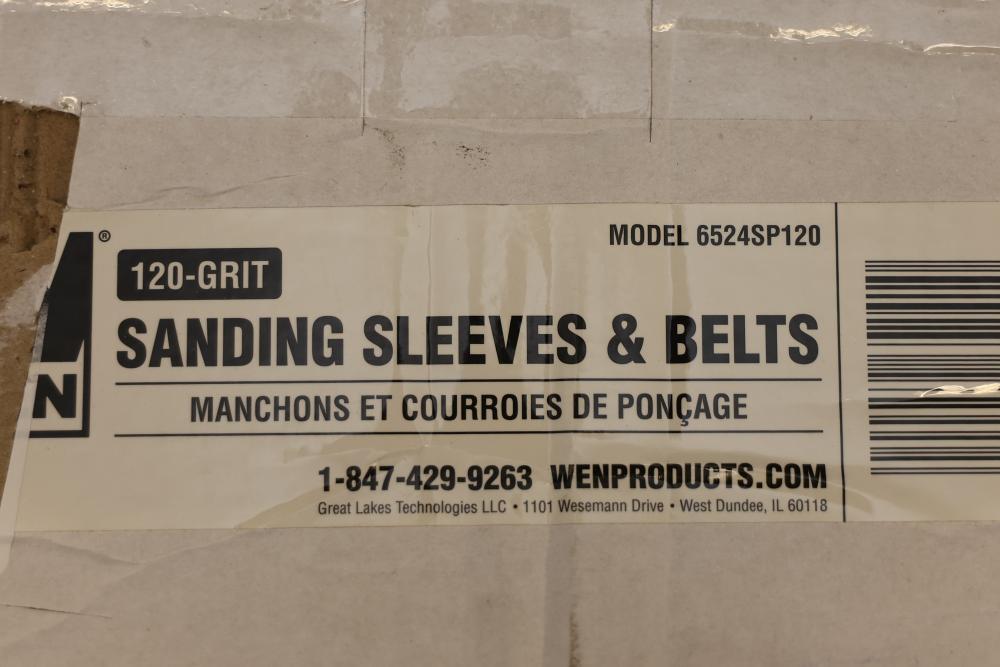 ®
120-GRIT
MODEL 6524SP120
SANDING SLEEVES & BELTS
MANCHONS ET COURROIES DE PONÇAGE
N
1-847-429-9263 WENPRODUCTS.COM
Great Lakes Technologies LLC • 1101 Wesemann Drive • West Dundee, IL 60118